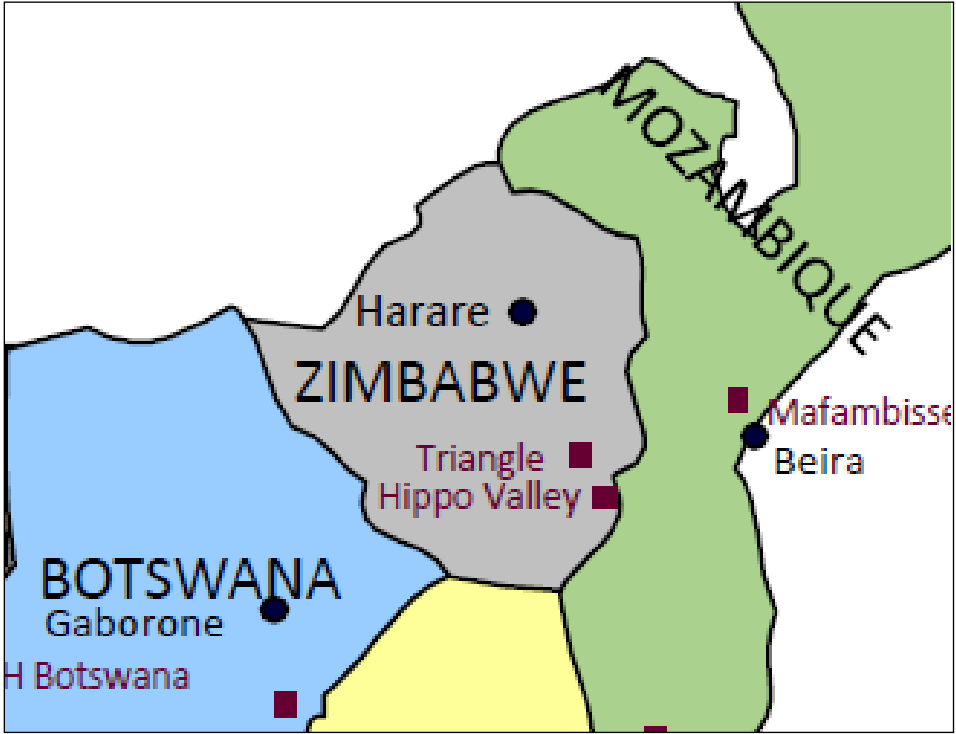 MOZAMBIQUE
Harare
ZIMBABWE
Mafambisse
Beira
Triangle
Hippo Valley
BOTSWANA
Gaborone
H Botswana